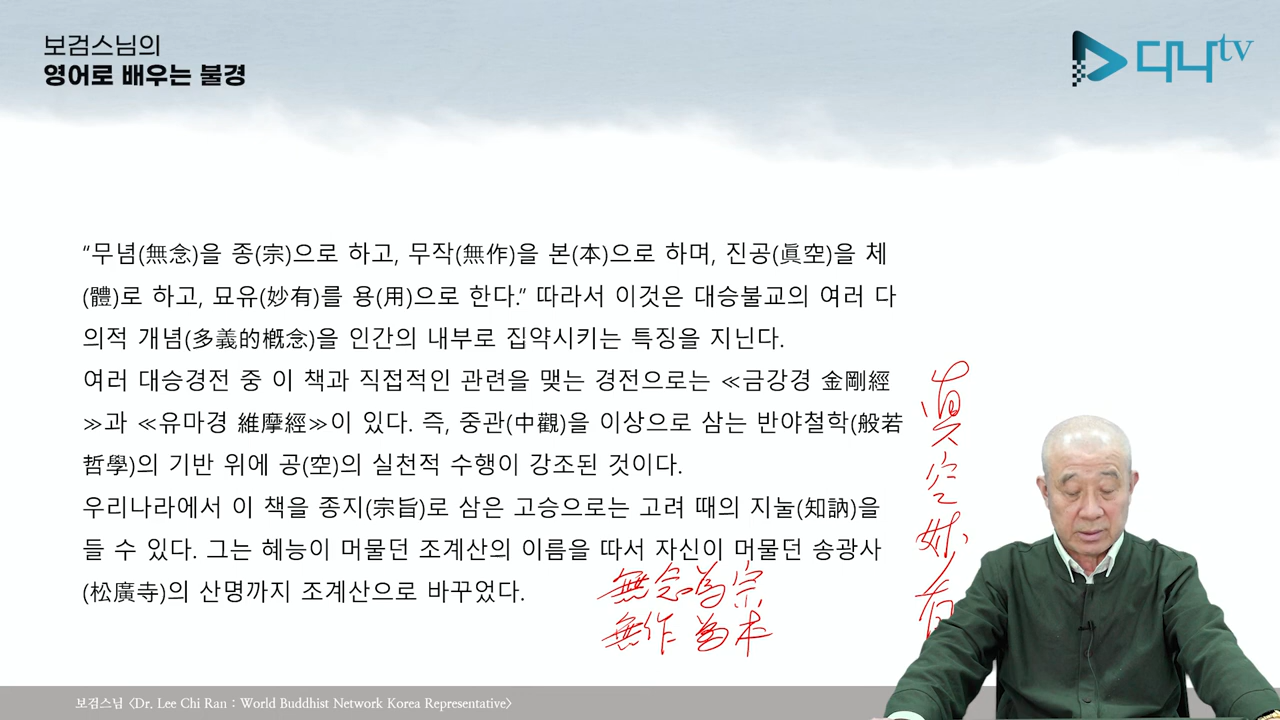 보검스님의
영어로 배우는 불경
디나tv
“무념(無念)을 종(宗)으로 하고, 무작(無作)을 본(本)으로 하며, 진공(眞空)을 체
(體)로 하고, 묘유(妙有)를 용(用)으로 한다.” 따라서 이것은 대승불교의 여러 다
의적 개념(多義的槪念)을 인간의 내부로 집약시키는 특징을 지닌다.
여러 대승경전 중 이 책과 직접적인 관련을 맺는 경전으로는 ≪금강경 金剛經
≫과 ≪유마경 維摩經≫이 있다. 즉, 중관(中觀)을 이상으로 삼는 반야철학(般若
哲學)의 기반 위에 공(空)의 실천적 수행이 강조된 것이다.
우리나라에서 이 책을 종지(宗旨)로 삼은 고승으로는 고려 때의 지눌(知訥)을
들 수 있다. 그는 혜능이 머물던 조계산의 이름을 따서 자신이 머물던 송광사
(松廣寺)의 산명까지 조계산으로 바꾸었다.
無念為宗
無作為本
眞空妙有
보검스님 <Dr. Lee Chi Ran : World Buddhist Network Korea Representative>